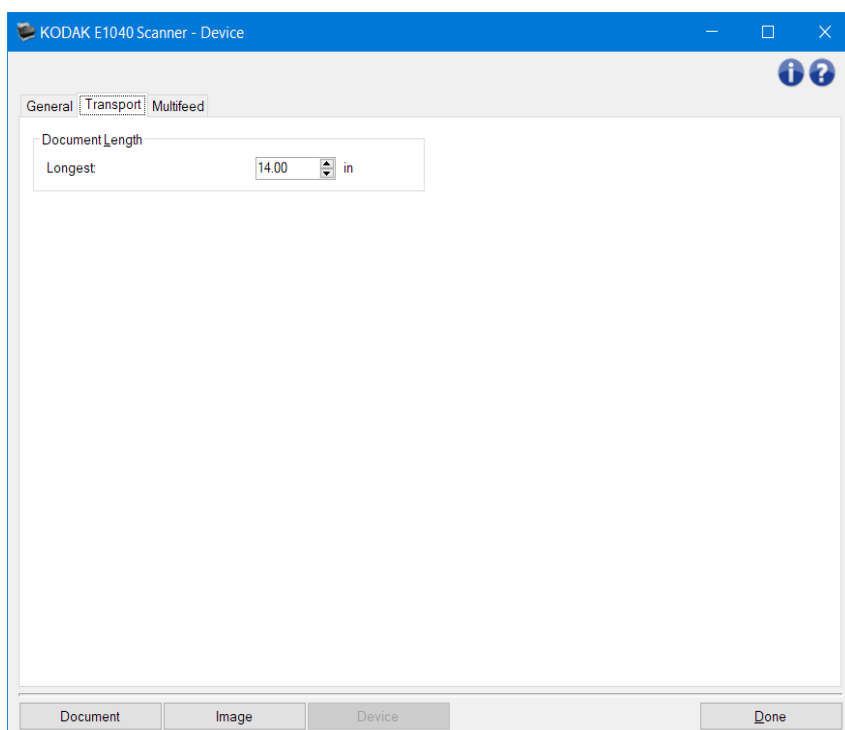 KODAK E1040 Scanner - Device
General Transport Multifeed
Document Length
Longest: 14.00 in
Document Image Device Done